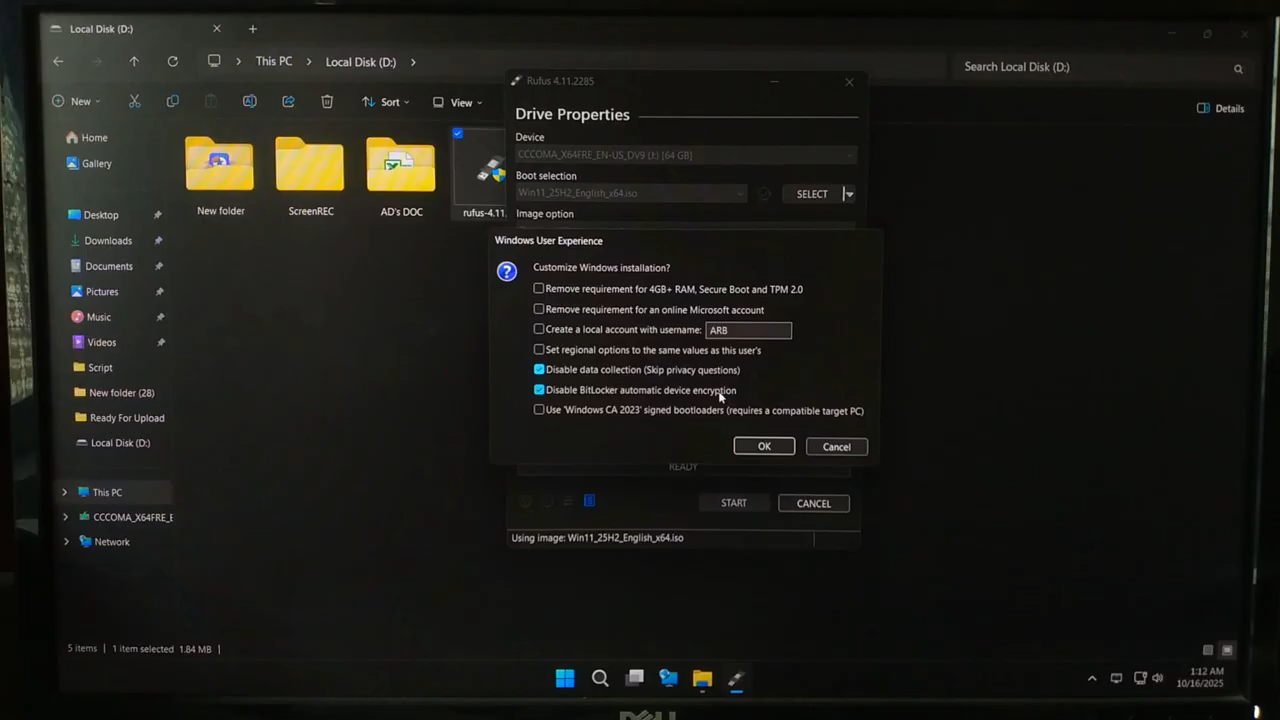 Local Disk (D:)
This PC > Local Disk (D:) >
Search Local Disk (D:)
New
Sort
View
Details
Home
Gallery
Desktop
Downloads
Documents
Pictures
Music
Videos
Script
New folder (28)
Ready For Upload
Local Disk (D:)
This PC
CCCOMA_X64FRE_E
Network
New folder
ScreenREC
AD's DOC
rufus-4.11.
Rufus 4.11.2285
Drive Properties
Device
CCCOMA_X64FRE_EN-US_DV9 (J:) [64 GB]
Boot selection
Win11_25H2_English_x64.iso
SELECT
Image option
Windows User Experience
Customize Windows installation?
Remove requirement for 4GB+ RAM, Secure Boot and TPM 2.0
Remove requirement for an online Microsoft account
Create a local account with username: ARB
Set regional options to the same values as this user's
Disable data collection (Skip privacy questions)
Disable BitLocker automatic device encryption
Use 'Windows CA 2023' signed bootloaders (requires a compatible target PC)
OK
Cancel
READY
START
CANCEL
Using image: Win11_25H2_English_x64.iso
5 items
1 item selected 1.84 MB
1:12 AM
10/16/2025
DELL